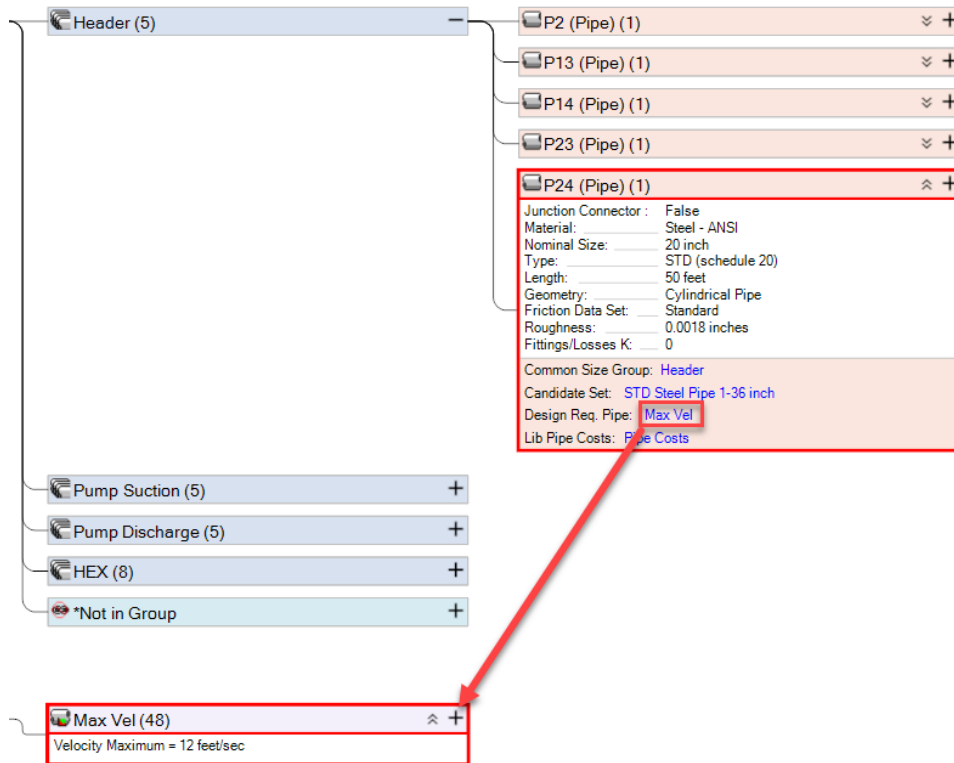 Header (5)
P2 (Pipe) (1)
P13 (Pipe) (1)
P14 (Pipe) (1)
P23 (Pipe) (1)
P24 (Pipe) (1)
Junction Connector : False
Material: Steel - ANSI
Nominal Size: 20 inch
Type: STD (schedule 20)
Length: 50 feet
Geometry: Cylindrical Pipe
Friction Data Set: Standard
Roughness: 0.0018 inches
Fittings/Losses K: 0
Common Size Group: Header
Candidate Set: STD Steel Pipe 1-36 inch
Design Req. Pipe: Max Vel
Lib Pipe Costs: Pipe Costs
Pump Suction (5)
Pump Discharge (5)
HEX (8)
*Not in Group
Max Vel (48)
Velocity Maximum = 12 feet/sec